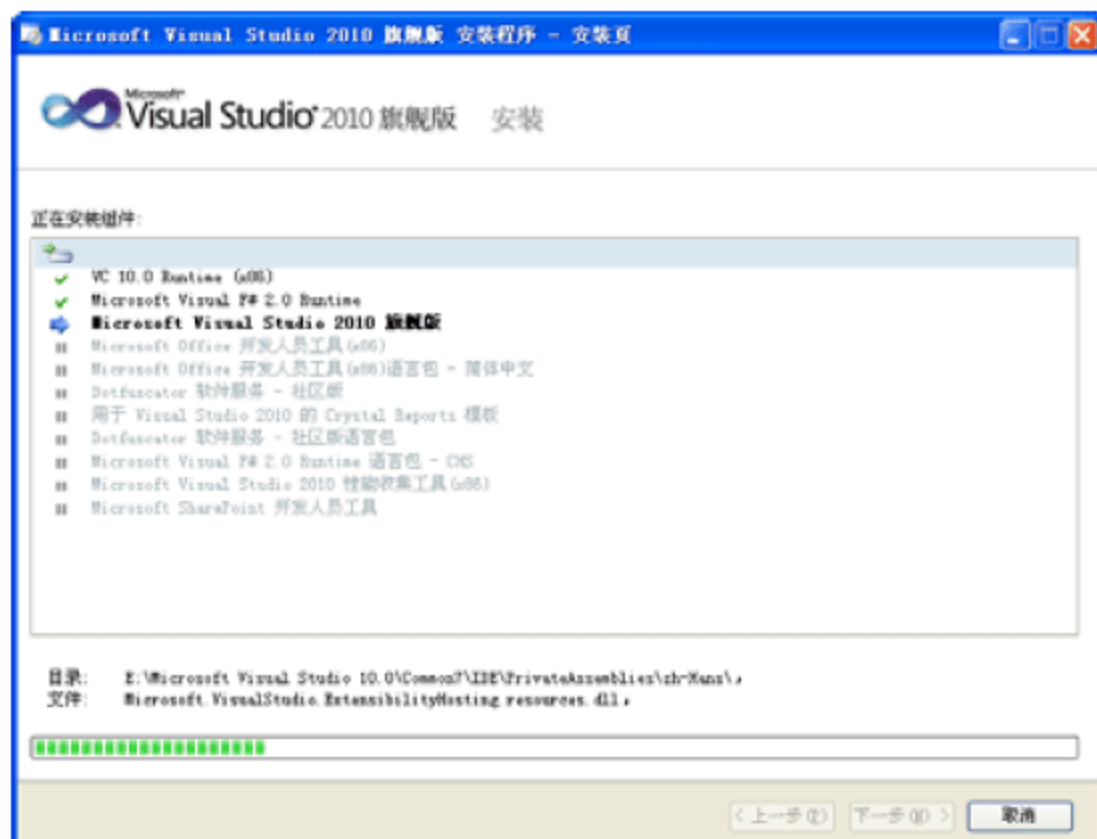 Microsoft Visual Studio 2010 旗舰版 安装程序 - 安装页
Microsoft Visual Studio 2010 旗舰版 安装
正在安装组件:
VC 10.0 Runtime (x86)
Microsoft Visual F# 2.0 Runtime
Microsoft Visual Studio 2010 旗舰版
Microsoft Office 开发人员工具(x86)
Microsoft Office 开发人员工具(x86)语言包 - 简体中文
Dotfuscator 软件服务 - 社区版
用于 Visual Studio 2010 的 Crystal Reports 模板
Dotfuscator 软件服务 - 社区版语言包
Microsoft Visual F# 2.0 Runtime 语言包 - CHS
Microsoft Visual Studio 2010 性能收集工具(x86)
Microsoft SharePoint 开发人员工具
目录: E:\Microsoft Visual Studio 10.0\Common7\IDE\PrivateAssemblies\zh-Hans\,
文件: Microsoft.VisualStudio.ExtensibilityHosting.resources.dll,
<上一步(P) 下一步(N) > 取消